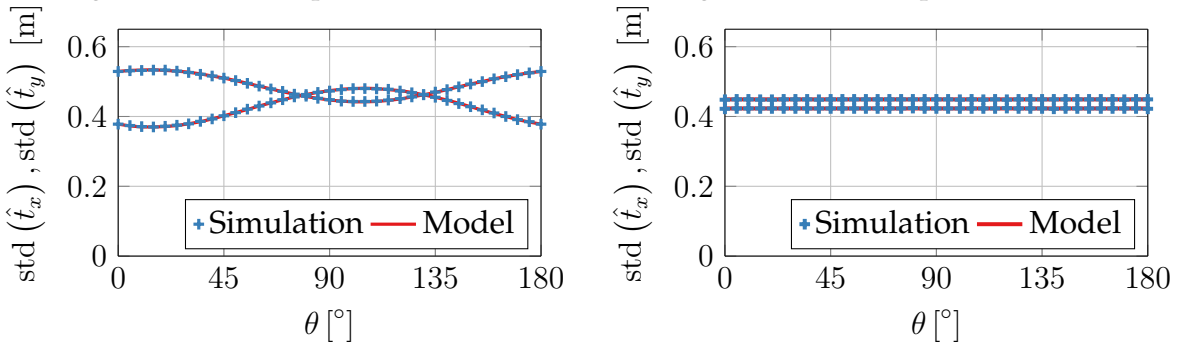 std (t̂x) , std (t̂y) [m]
0.6
0.4
0.2
0
Simulation Model
0 45 90 135 180
θ [°]
std (t̂x) , std (t̂y) [m]
0.6
0.4
0.2
0
Simulation Model
0 45 90 135 180
θ [°]